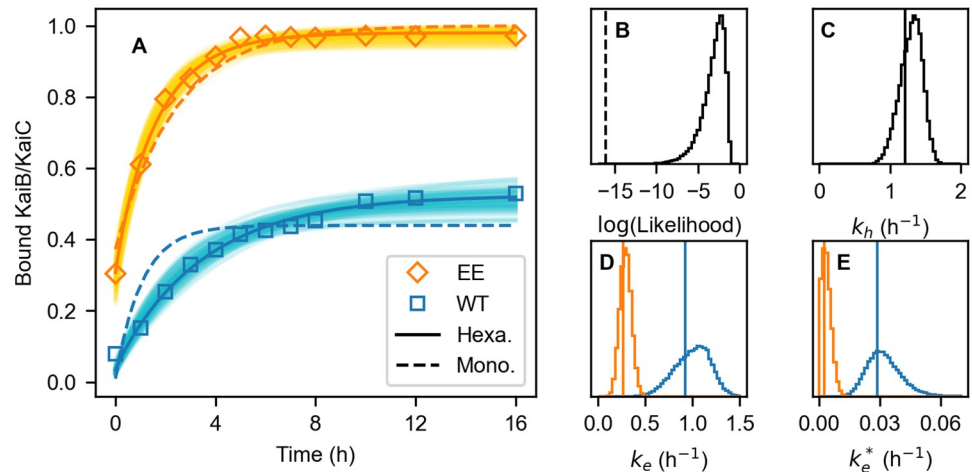 A
Bound KaiB/KaiC
1.0
0.8
0.6
0.4
0.2
0.0
0 4 8 12 16
Time (h)
EE
WT
Hexa.
Mono.
B
−15 −10 −5 0
log(Likelihood)
C
0 1 2
k_h (h⁻¹)
D
0.0 0.5 1.0 1.5
k_e (h⁻¹)
E
0.00 0.03 0.06
k_e^* (h⁻¹)